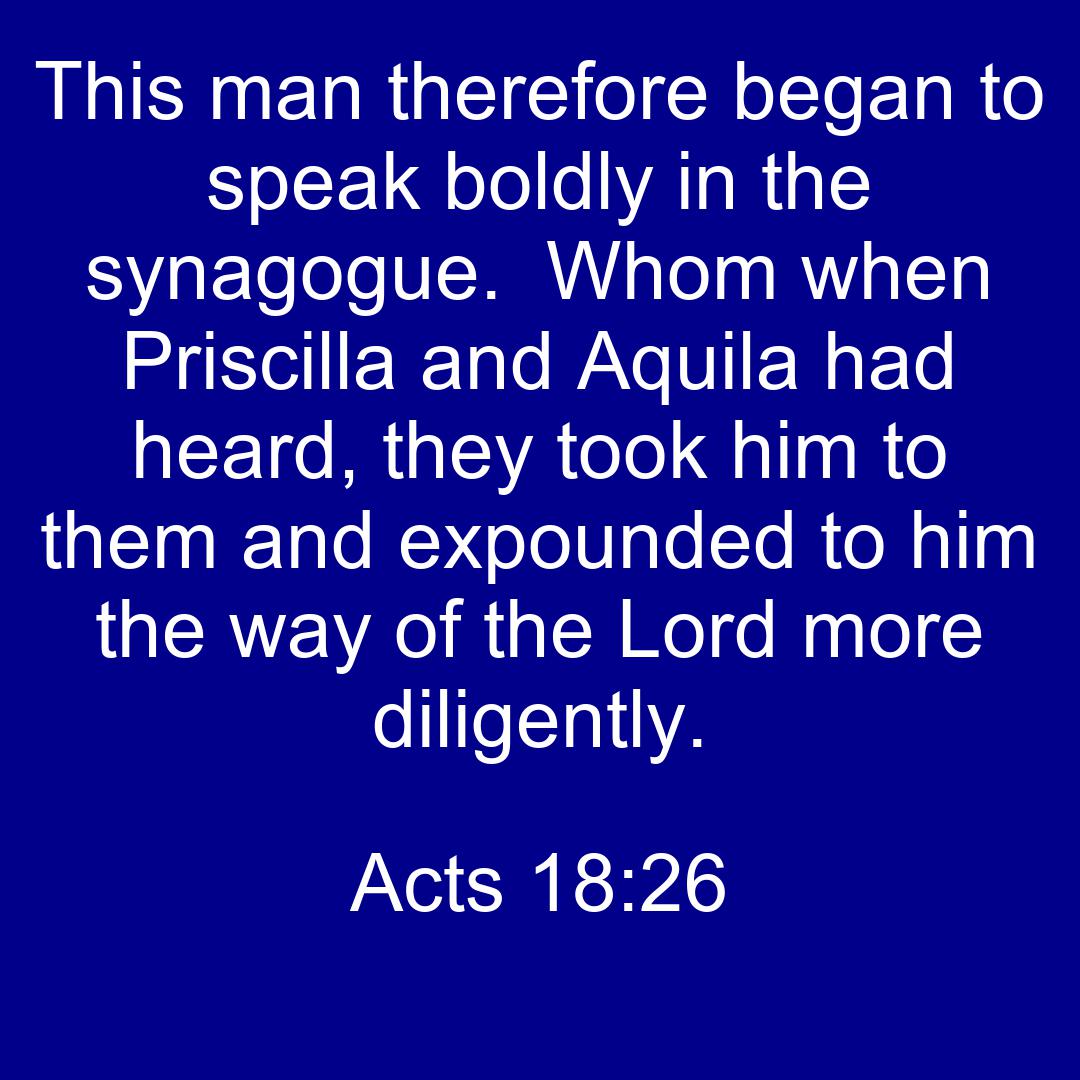 This man therefore began to
speak boldly in the
synagogue.  Whom when
Priscilla and Aquila had
heard, they took him to
them and expounded to him
the way of the Lord more
diligently.
Acts 18:26